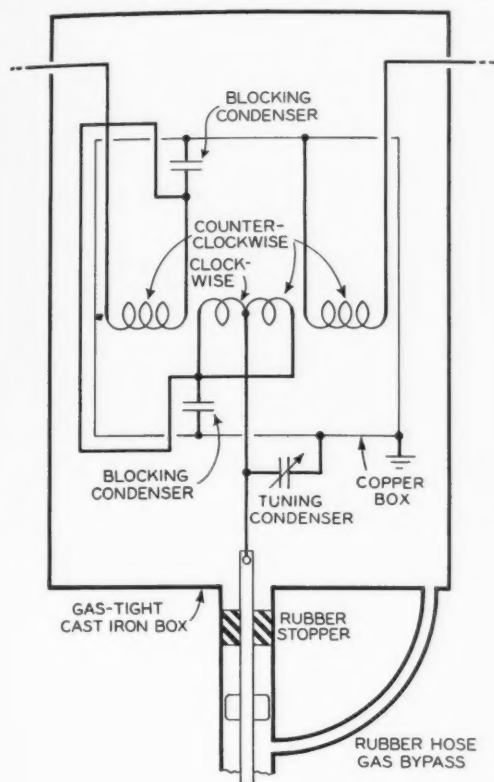 BLOCKING
CONDENSER
COUNTER-
CLOCKWISE
CLOCK-
WISE
BLOCKING
CONDENSER
TUNING
CONDENSER
COPPER
BOX
GAS-TIGHT
CAST IRON BOX
RUBBER
STOPPER
RUBBER HOSE
GAS BYPASS